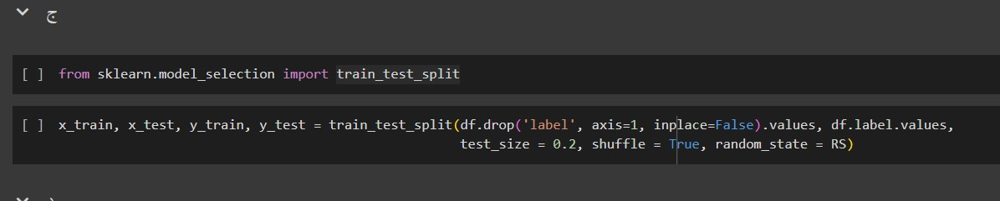 ج
[ ] from sklearn.model_selection import train_test_split
[ ] x_train, x_test, y_train, y_test = train_test_split(df.drop('label', axis=1, inplace=False).values, df.label.values,
test_size = 0.2, shuffle = True, random_state = RS)